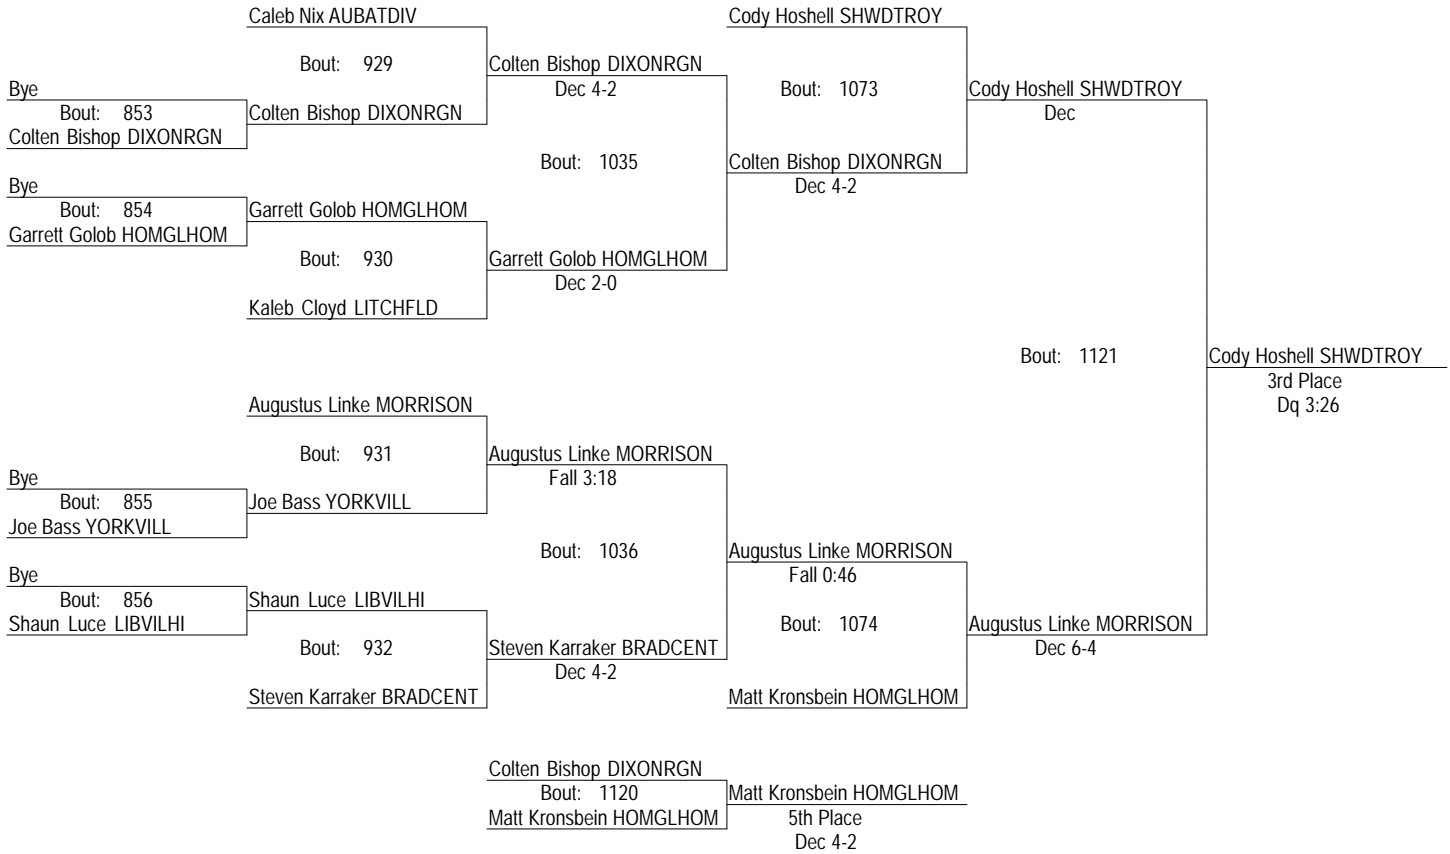 Caleb Nix AUBATDIV
Cody Hoshell SHWDTROY
Bout: 929
Colten Bishop DIXONRGN
Dec 4-2
Bye
Bout: 853
Colten Bishop DIXONRGN
Colten Bishop DIXONRGN
Bout: 1073
Cody Hoshell SHWDTROY
Dec
Bout: 1035
Colten Bishop DIXONRGN
Dec 4-2
Bye
Bout: 854
Garrett Golob HOMGLHOM
Garrett Golob HOMGLHOM
Bout: 930
Garrett Golob HOMGLHOM
Dec 2-0
Kaleb Cloyd LITCHFLD
Bout: 1121
Cody Hoshell SHWDTROY
3rd Place
Dq 3:26
Augustus Linke MORRISON
Bout: 931
Augustus Linke MORRISON
Fall 3:18
Bye
Bout: 855
Joe Bass YORKVILL
Joe Bass YORKVILL
Bout: 1036
Augustus Linke MORRISON
Fall 0:46
Bye
Bout: 856
Shaun Luce LIBVILHI
Shaun Luce LIBVILHI
Bout: 1074
Augustus Linke MORRISON
Dec 6-4
Bout: 932
Steven Karraker BRADCENT
Dec 4-2
Steven Karraker BRADCENT
Matt Kronsbein HOMGLHOM
Colten Bishop DIXONRGN
Bout: 1120
Matt Kronsbein HOMGLHOM
Matt Kronsbein HOMGLHOM
5th Place
Dec 4-2